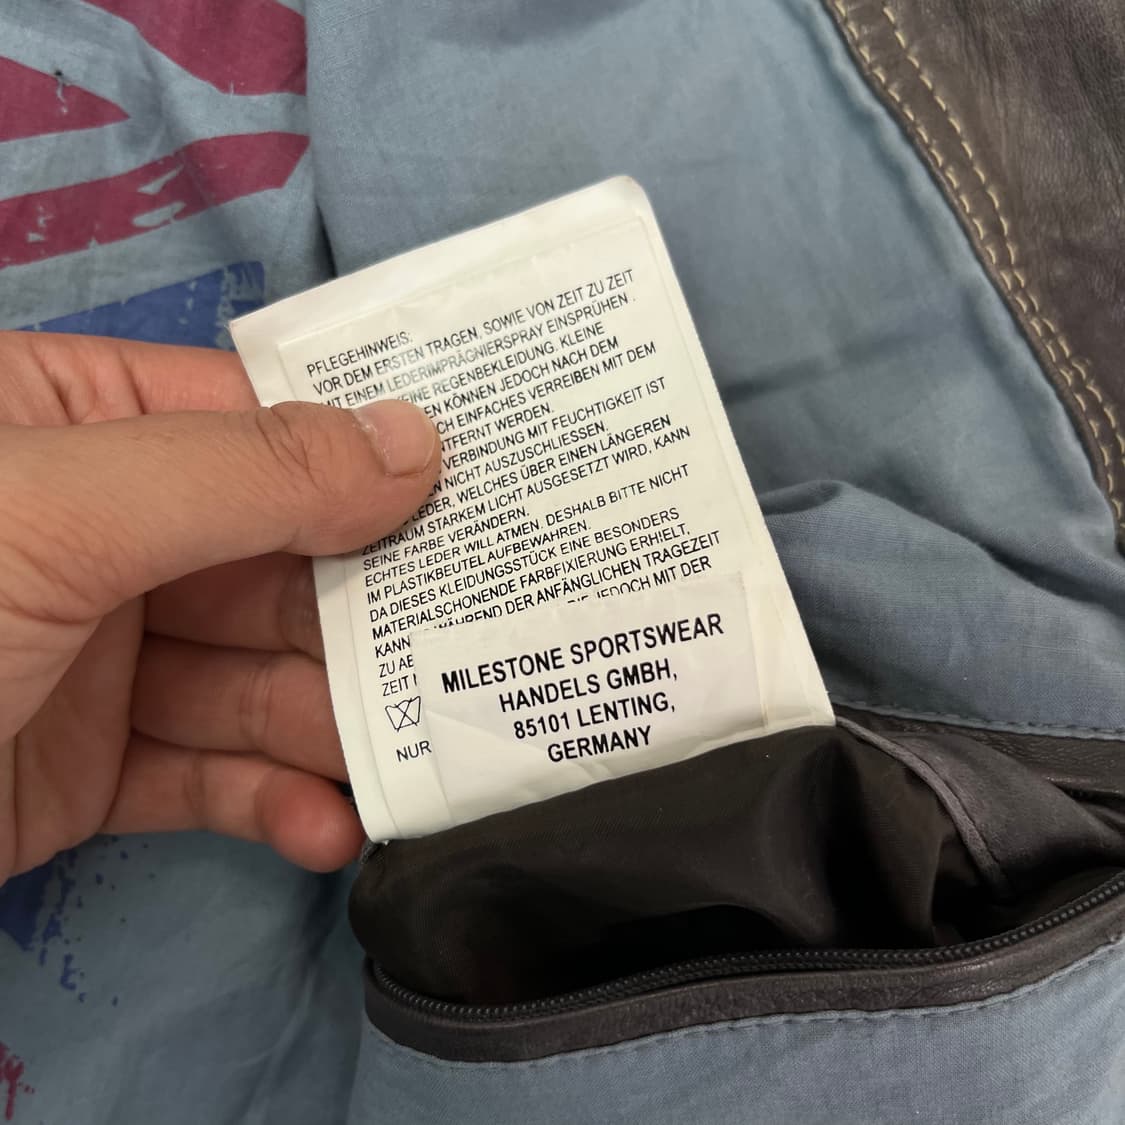 PFLEGEHINWEIS:
VOR DEM ERSTEN TRAGEN, SOWIE VON ZEIT ZU ZEIT
MIT EINEM LEDERIMPRÄGNIERSPRAY EINSPRÜHEN .
KEINE REGENBEKLEIDUNG. KLEINE
KÖNNEN JEDOCH NACH DEM
EINFACHES VERREIBEN MIT DEM
WERDEN.
VERBINDUNG MIT FEUCHTIGKEIT IST
NICHT AUSZUSCHLIESSEN.
LEDER, WELCHES ÜBER EINEN LÄNGEREN
ZEITRAUM STARKEM LICHT AUSGESETZT WIRD, KANN
SEINE FARBE VERÄNDERN.
ECHTES LEDER WILL ATMEN. DESHALB BITTE NICHT
IM PLASTIKBEUTEL AUFBEWAHREN.
DA DIESES KLEIDUNGSSTÜCK EINE BESONDERS
MATERIALSCHONENDE FARBFIXIERUNG ERHIELT,
KANN WÄHREND DER ANFÄNGLICHEN TRAGEZEIT
ZU JEDOCH MIT DER
ZEIT
NUR
MILESTONE SPORTSWEAR
HANDELS GMBH,
85101 LENTING,
GERMANY